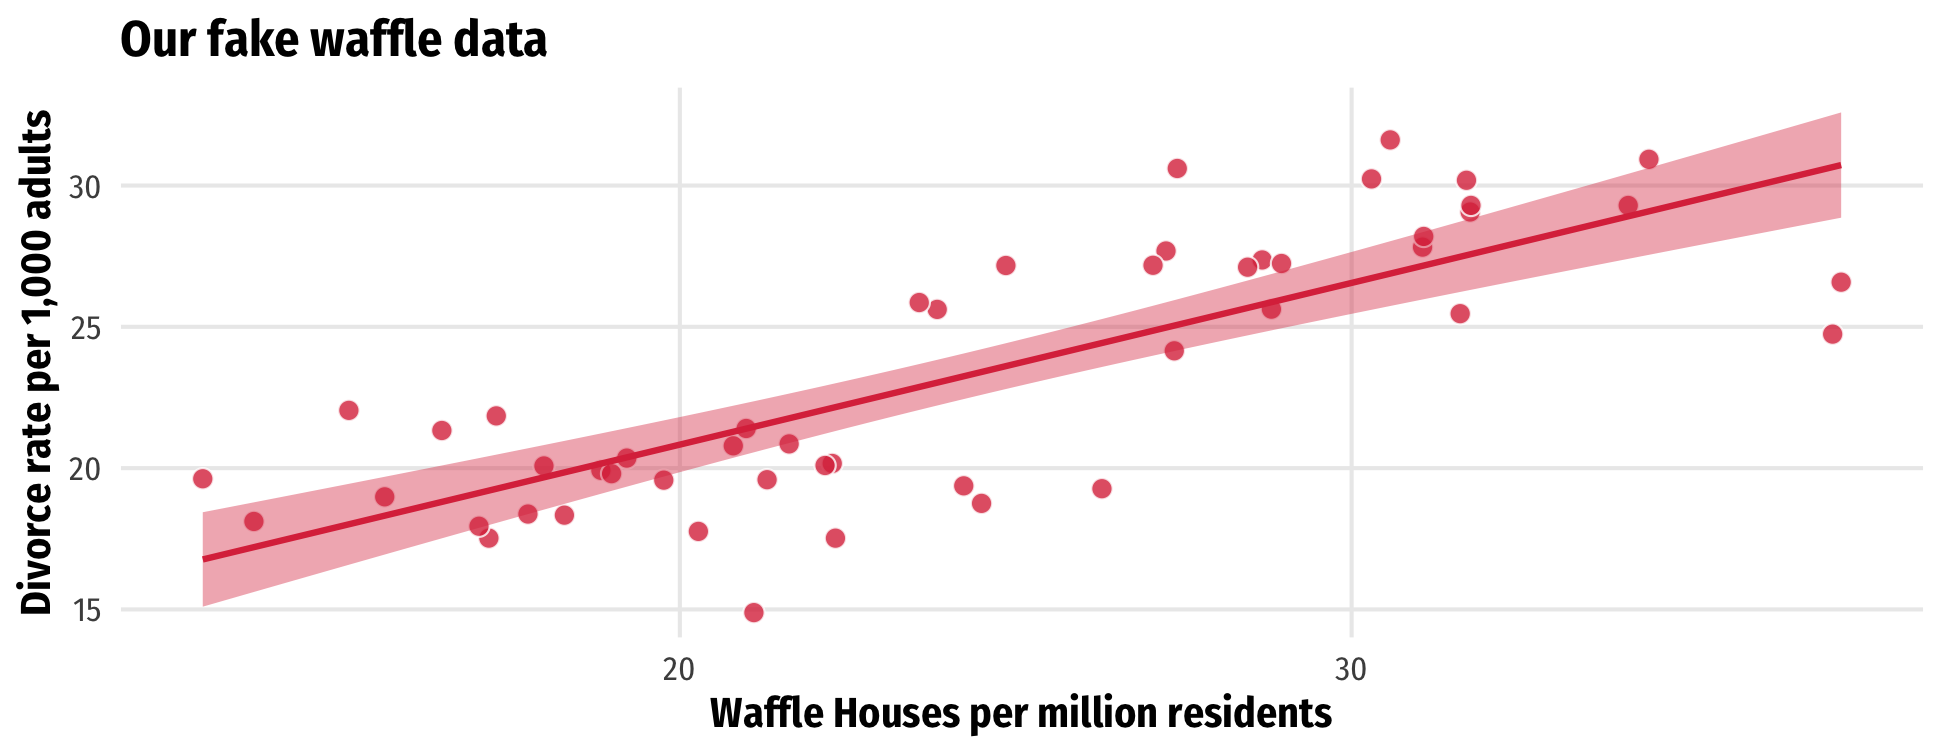 Our fake waffle data
Divorce rate per 1,000 adults
30
25
20
15
20
30
Waffle Houses per million residents